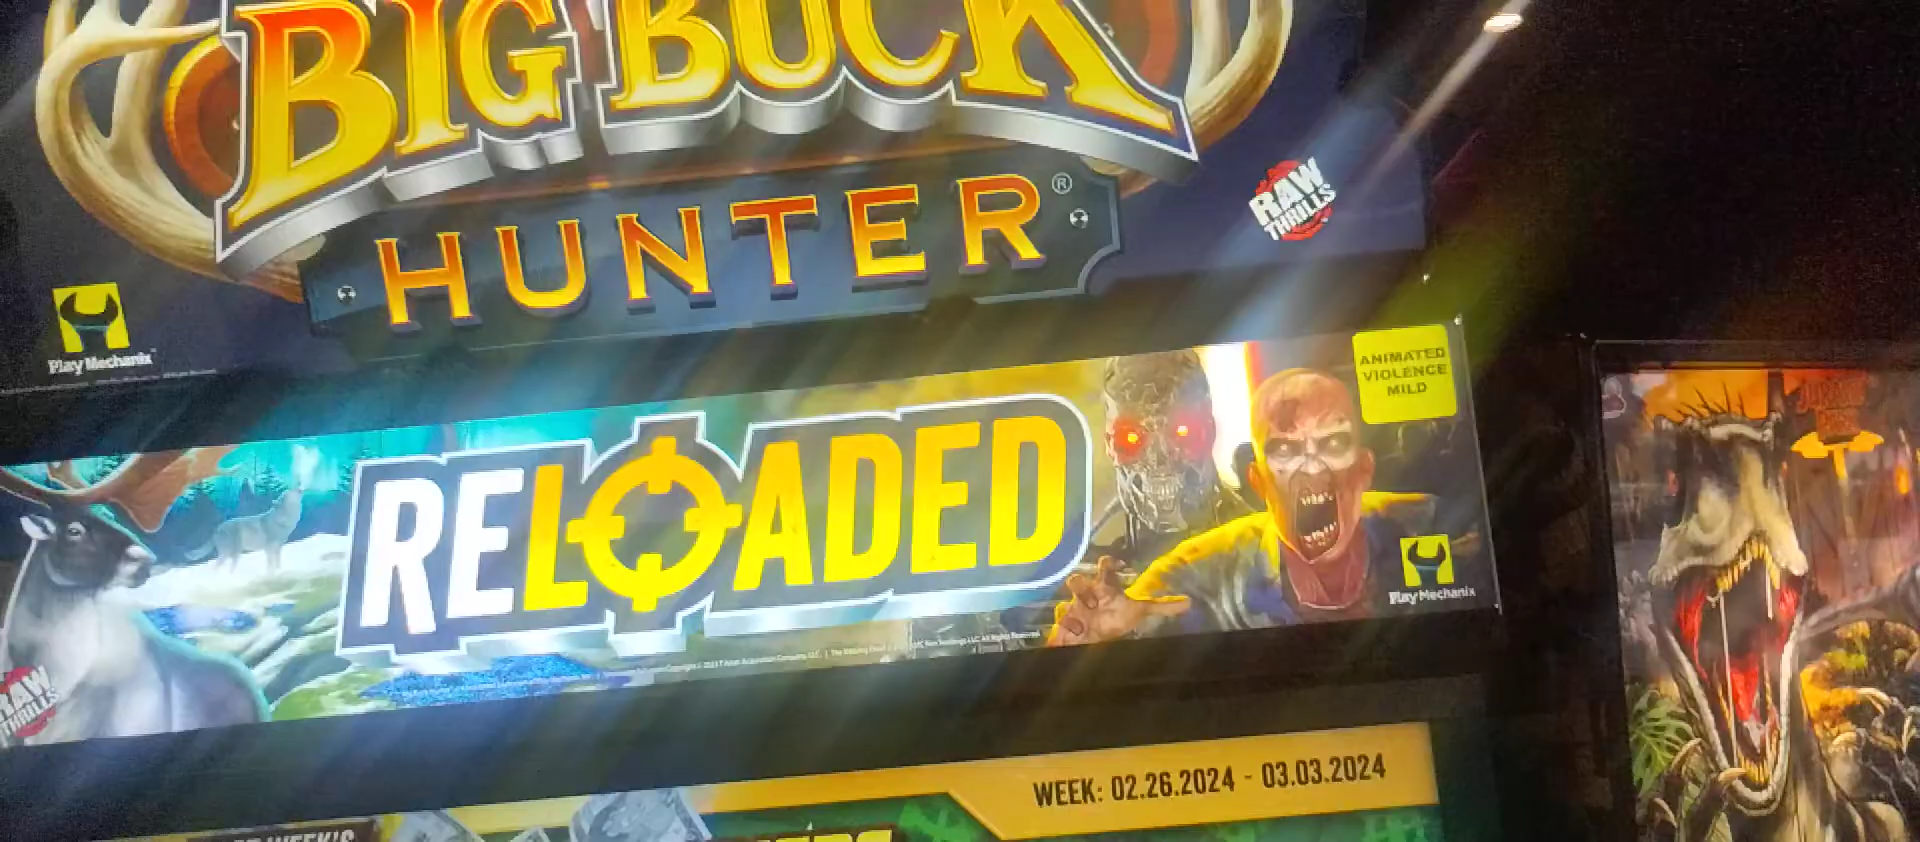 BIG BUCK
HUNTER®
RAW
THRILLS
Play Mechanix
ANIMATED
VIOLENCE
MILD
RELOADED
Play Mechanix
RAW
THRILLS
WEEK: 02.26.2024 - 03.03.2024
WEEK'S